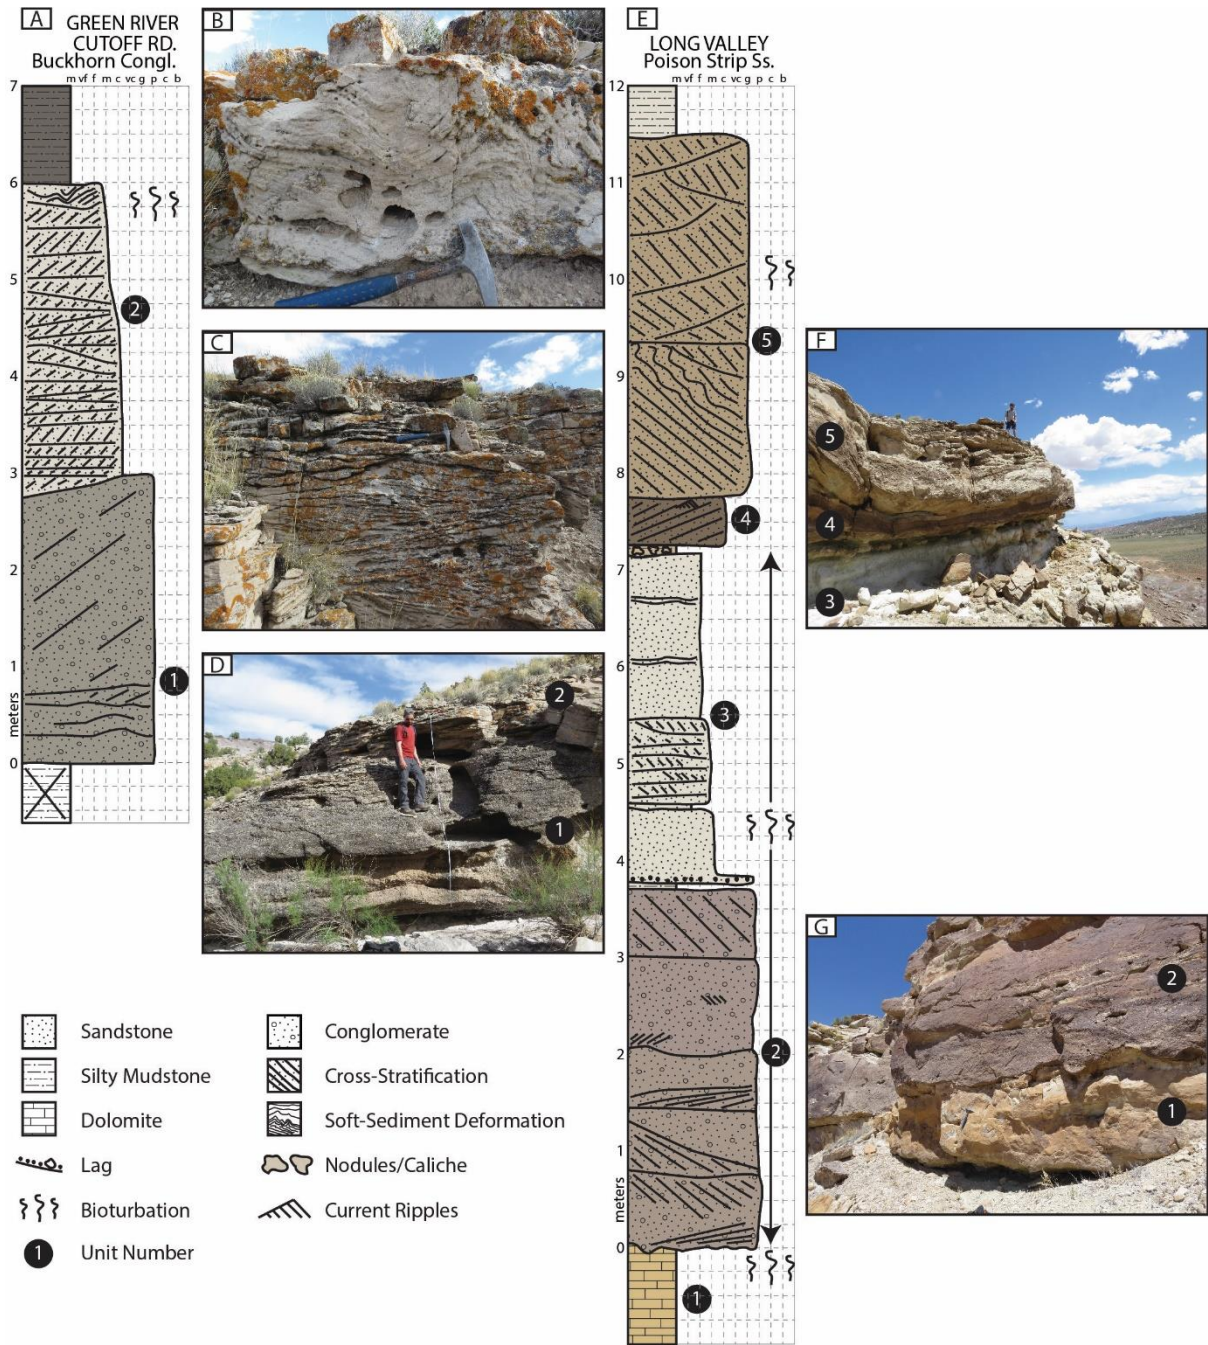 A
GREEN RIVER
CUTOFF RD.
Buckhorn Congl.
m vf f m c vc g p c b
7
6
5
4
3
2
1
0
meters
2
1
B
C
D
2
1
E
LONG VALLEY
Poison Strip Ss.
m vf f m c vc g p c b
12
11
10
9
8
7
6
5
4
3
2
1
0
meters
5
4
3
2
1
F
5
4
3
G
2
1
Sandstone
Silty Mudstone
Dolomite
Lag
Bioturbation
1 Unit Number
Conglomerate
Cross-Stratification
Soft-Sediment Deformation
Nodules/Caliche
Current Ripples